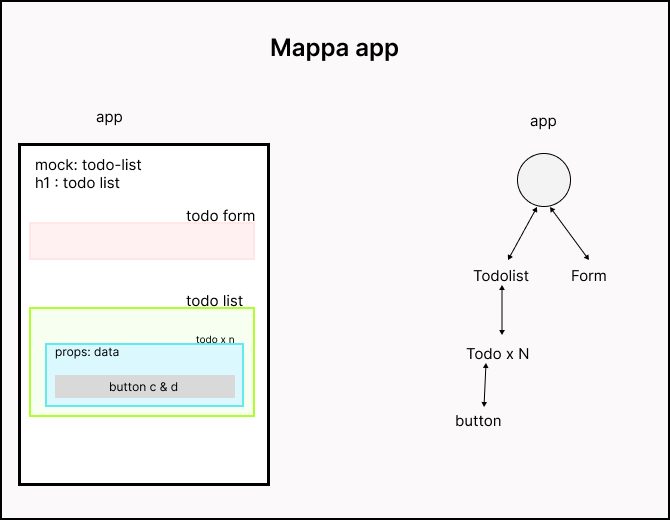 Mappa app
app
mock: todo-list
h1 : todo list
todo form
todo list
todo x n
props: data
button c & d
app
Todolist
Form
Todo x N
button